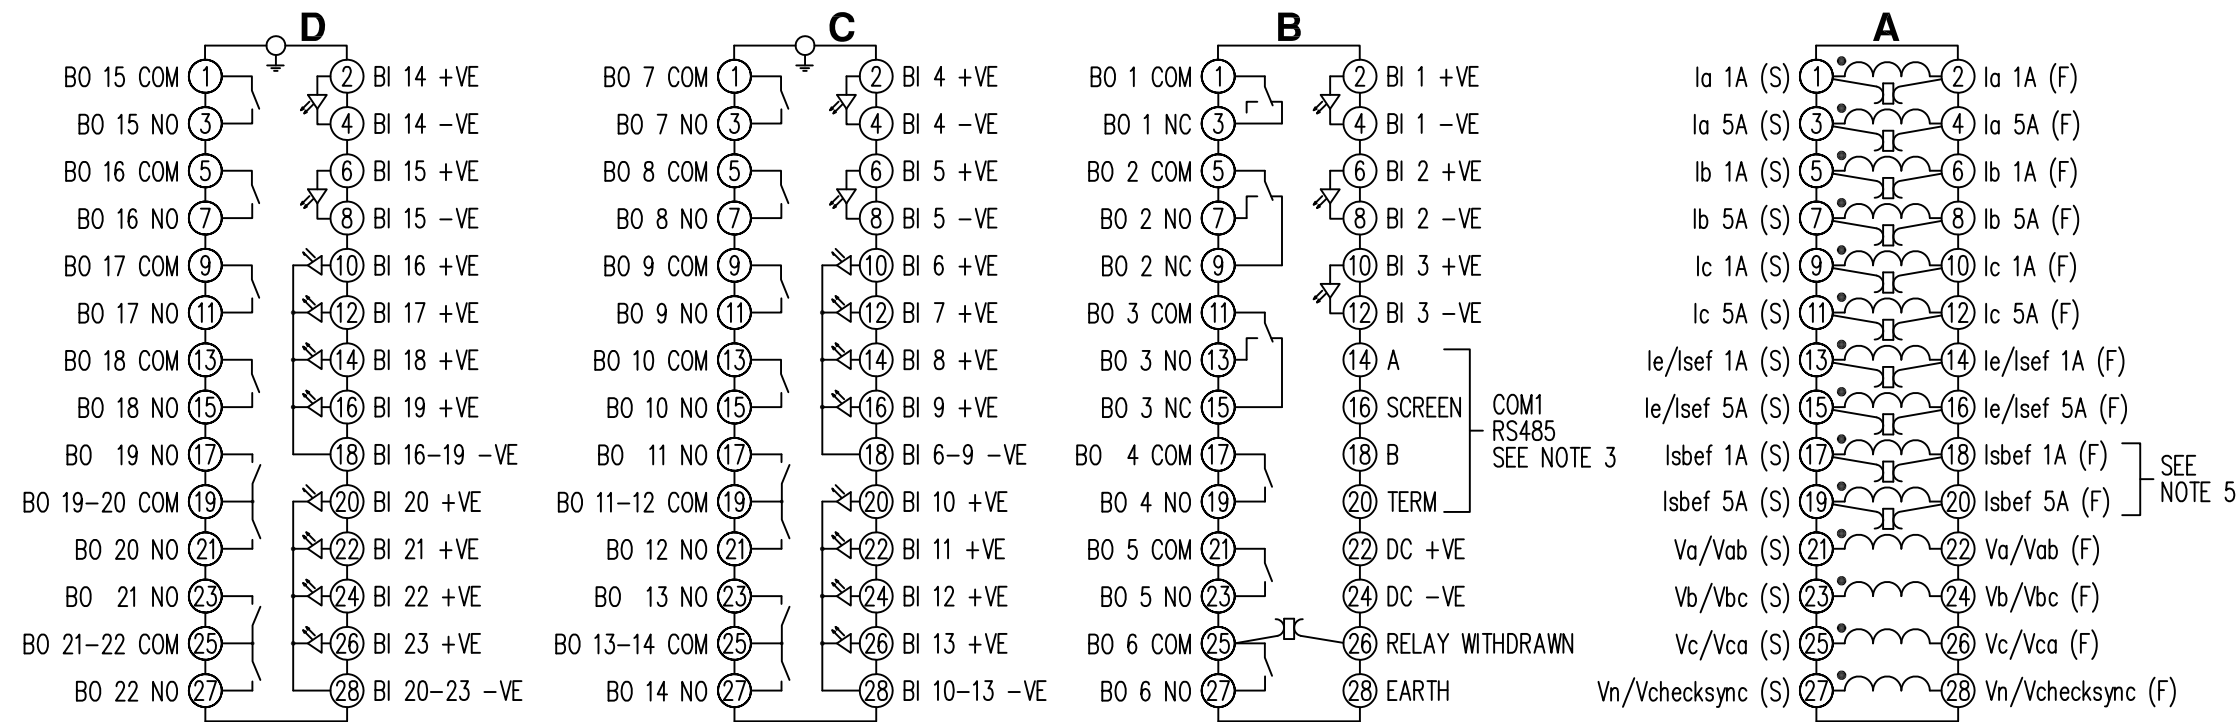 D
BO 15 COM 1 2 BI 14 +VE
BO 15 NO 3 4 BI 14 -VE
BO 16 COM 5 6 BI 15 +VE
BO 16 NO 7 8 BI 15 -VE
BO 17 COM 9 10 BI 16 +VE
BO 17 NO 11 12 BI 17 +VE
BO 18 COM 13 14 BI 18 +VE
BO 18 NO 15 16 BI 19 +VE
BO 19 NO 17 18 BI 16-19 -VE
BO 19-20 COM 19 20 BI 20 +VE
BO 20 NO 21 22 BI 21 +VE
BO 21 NO 23 24 BI 22 +VE
BO 21-22 COM 25 26 BI 23 +VE
BO 22 NO 27 28 BI 20-23 -VE
C
BO 7 COM 1 2 BI 4 +VE
BO 7 NO 3 4 BI 4 -VE
BO 8 COM 5 6 BI 5 +VE
BO 8 NO 7 8 BI 5 -VE
BO 9 COM 9 10 BI 6 +VE
BO 9 NO 11 12 BI 7 +VE
BO 10 COM 13 14 BI 8 +VE
BO 10 NO 15 16 BI 9 +VE
BO 11 NO 17 18 BI 6-9 -VE
BO 11-12 COM 19 20 BI 10 +VE
BO 12 NO 21 22 BI 11 +VE
BO 13 NO 23 24 BI 12 +VE
BO 13-14 COM 25 26 BI 13 +VE
BO 14 NO 27 28 BI 10-13 -VE
B
BO 1 COM 1 2 BI 1 +VE
BO 1 NC 3 4 BI 1 -VE
BO 2 COM 5 6 BI 2 +VE
BO 2 NO 7 8 BI 2 -VE
BO 2 NC 9 10 BI 3 +VE
BO 3 COM 11 12 BI 3 -VE
BO 3 NO 13 14 A
BO 3 NC 15 16 SCREEN
BO 4 COM 17 18 B
BO 4 NO 19 20 TERM
BO 5 COM 21 22 DC +VE
BO 5 NO 23 24 DC -VE
BO 6 COM 25 26 RELAY WITHDRAWN
BO 6 NO 27 28 EARTH
COM1
RS485
SEE NOTE 3
A
Ia 1A (S) 1 2 Ia 1A (F)
Ia 5A (S) 3 4 Ia 5A (F)
Ib 1A (S) 5 6 Ib 1A (F)
Ib 5A (S) 7 8 Ib 5A (F)
Ic 1A (S) 9 10 Ic 1A (F)
Ic 5A (S) 11 12 Ic 5A (F)
Ie/Isef 1A (S) 13 14 Ie/Isef 1A (F)
Ie/Isef 5A (S) 15 16 Ie/Isef 5A (F)
Isbef 1A (S) 17 18 Isbef 1A (F)
Isbef 5A (S) 19 20 Isbef 5A (F)
Va/Vab (S) 21 22 Va/Vab (F)
Vb/Vbc (S) 23 24 Vb/Vbc (F)
Vc/Vca (S) 25 26 Vc/Vca (F)
Vn/Vchecksync (S) 27 28 Vn/Vchecksync (F)
SEE
NOTE 5